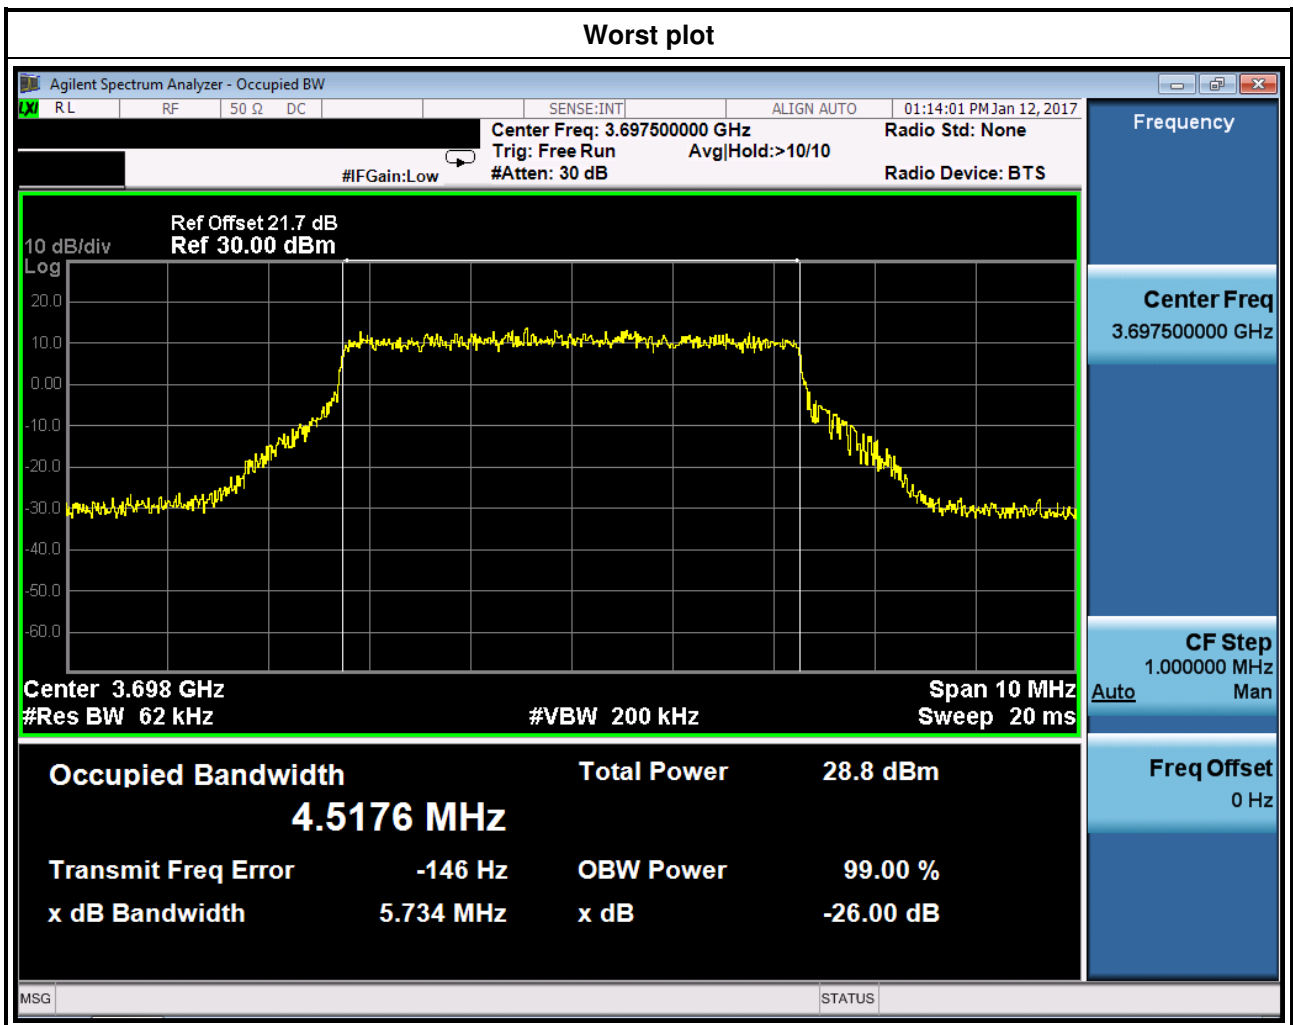 Worst plot
Agilent Spectrum Analyzer - Occupied BW
LXI RL RF 50 Ω DC SENSE:INT ALIGN AUTO 01:14:01 PM Jan 12, 2017
Center Freq: 3.697500000 GHz Radio Std: None
Trig: Free Run Avg|Hold:>10/10
#IFGain:Low #Atten: 30 dB Radio Device: BTS
Frequency
Ref Offset 21.7 dB
10 dB/div Ref 30.00 dBm
Log
20.0
10.0
0.00
-10.0
-20.0
-30.0
-40.0
-50.0
-60.0
Center 3.698 GHz Span 10 MHz
#Res BW 62 kHz #VBW 200 kHz Sweep 20 ms
Occupied Bandwidth Total Power 28.8 dBm
4.5176 MHz
Transmit Freq Error -146 Hz OBW Power 99.00 %
x dB Bandwidth 5.734 MHz x dB -26.00 dB
Center Freq
3.697500000 GHz
CF Step
1.000000 MHz
Auto Man
Freq Offset
0 Hz
MSG STATUS